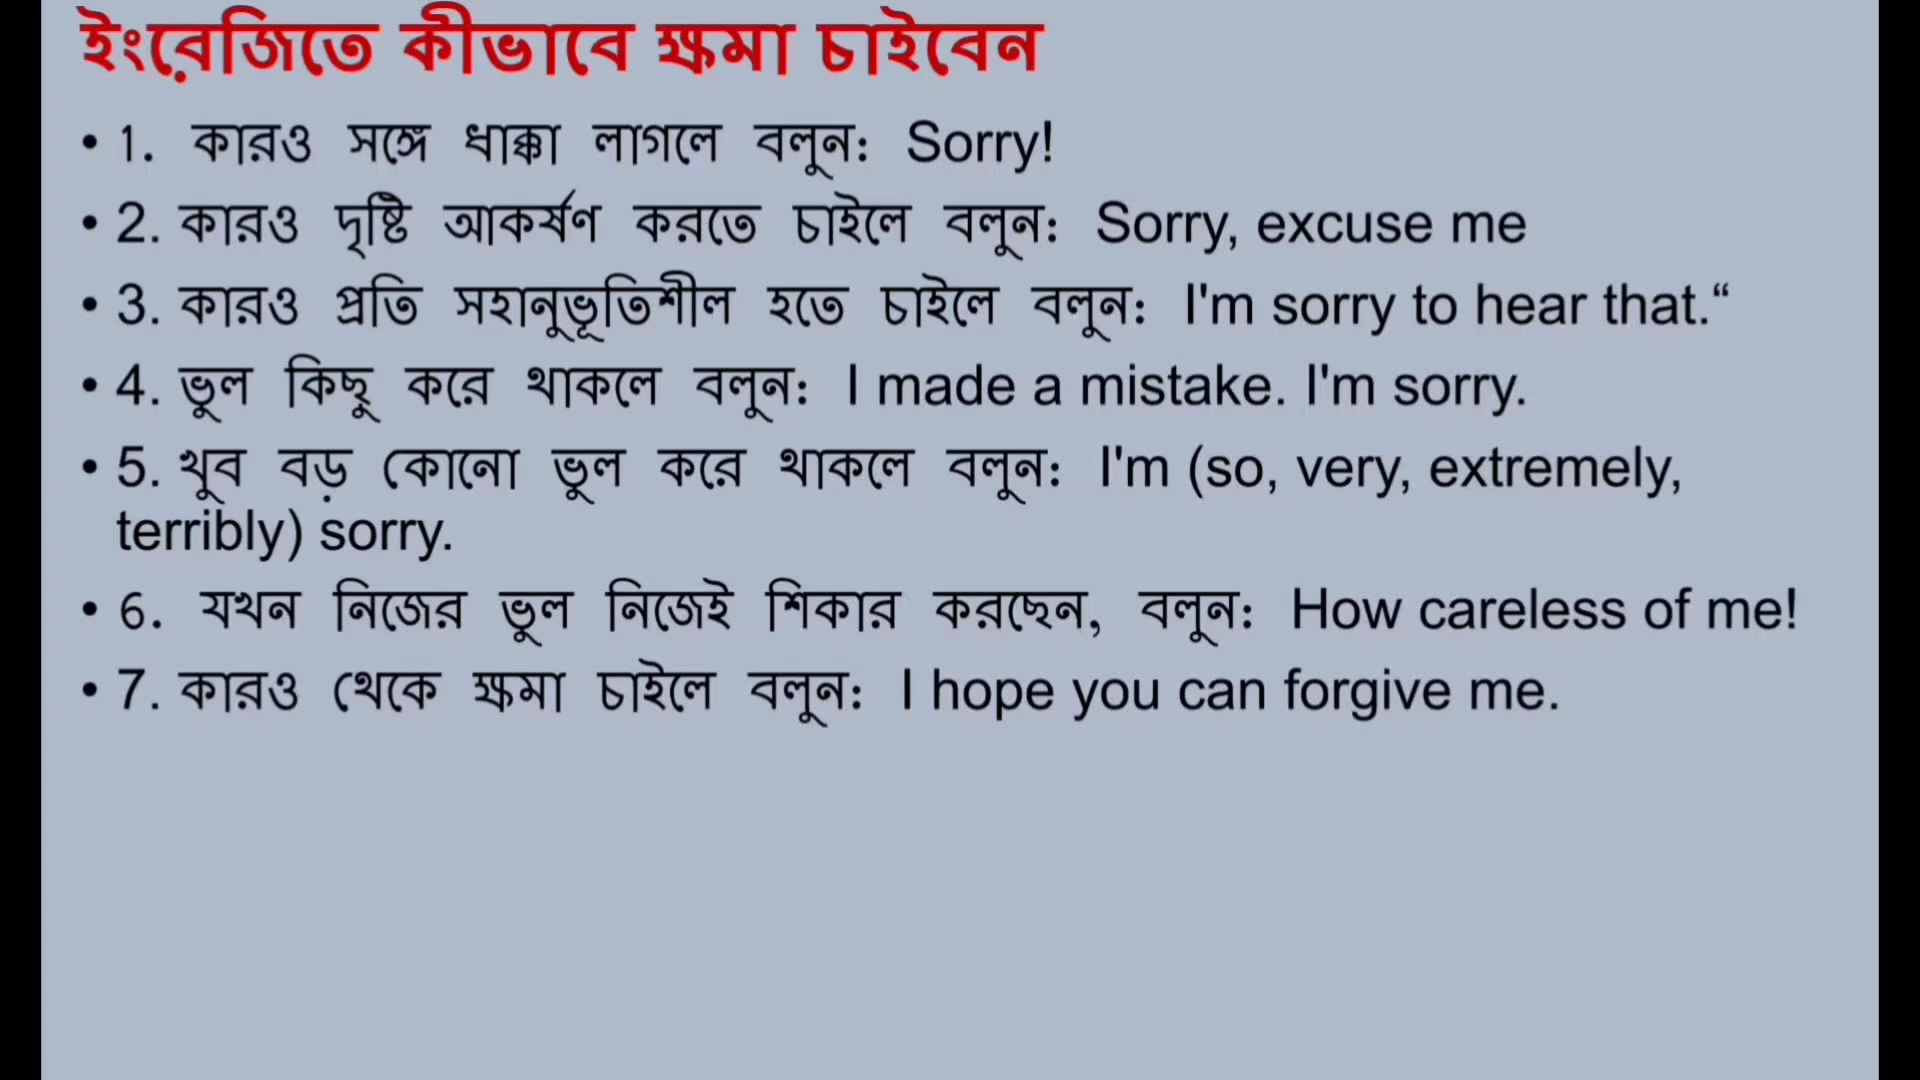 ইংরেজিতে কীভাবে ক্ষমা চাইবেন
• 1. কারও সঙ্গে ধাক্কা লাগলে বলুন: Sorry!
• 2. কারও দৃষ্টি আকর্ষণ করতে চাইলে বলুন: Sorry, excuse me
• 3. কারও প্রতি সহানুভূতিশীল হতে চাইলে বলুন: I'm sorry to hear that.“
• 4. ভুল কিছু করে থাকলে বলুন: I made a mistake. I'm sorry.
• 5. খুব বড় কোনো ভুল করে থাকলে বলুন: I'm (so, very, extremely,
terribly) sorry.
• 6. যখন নিজের ভুল নিজেই শিকার করছেন, বলুন: How careless of me!
• 7. কারও থেকে ক্ষমা চাইলে বলুন: I hope you can forgive me.